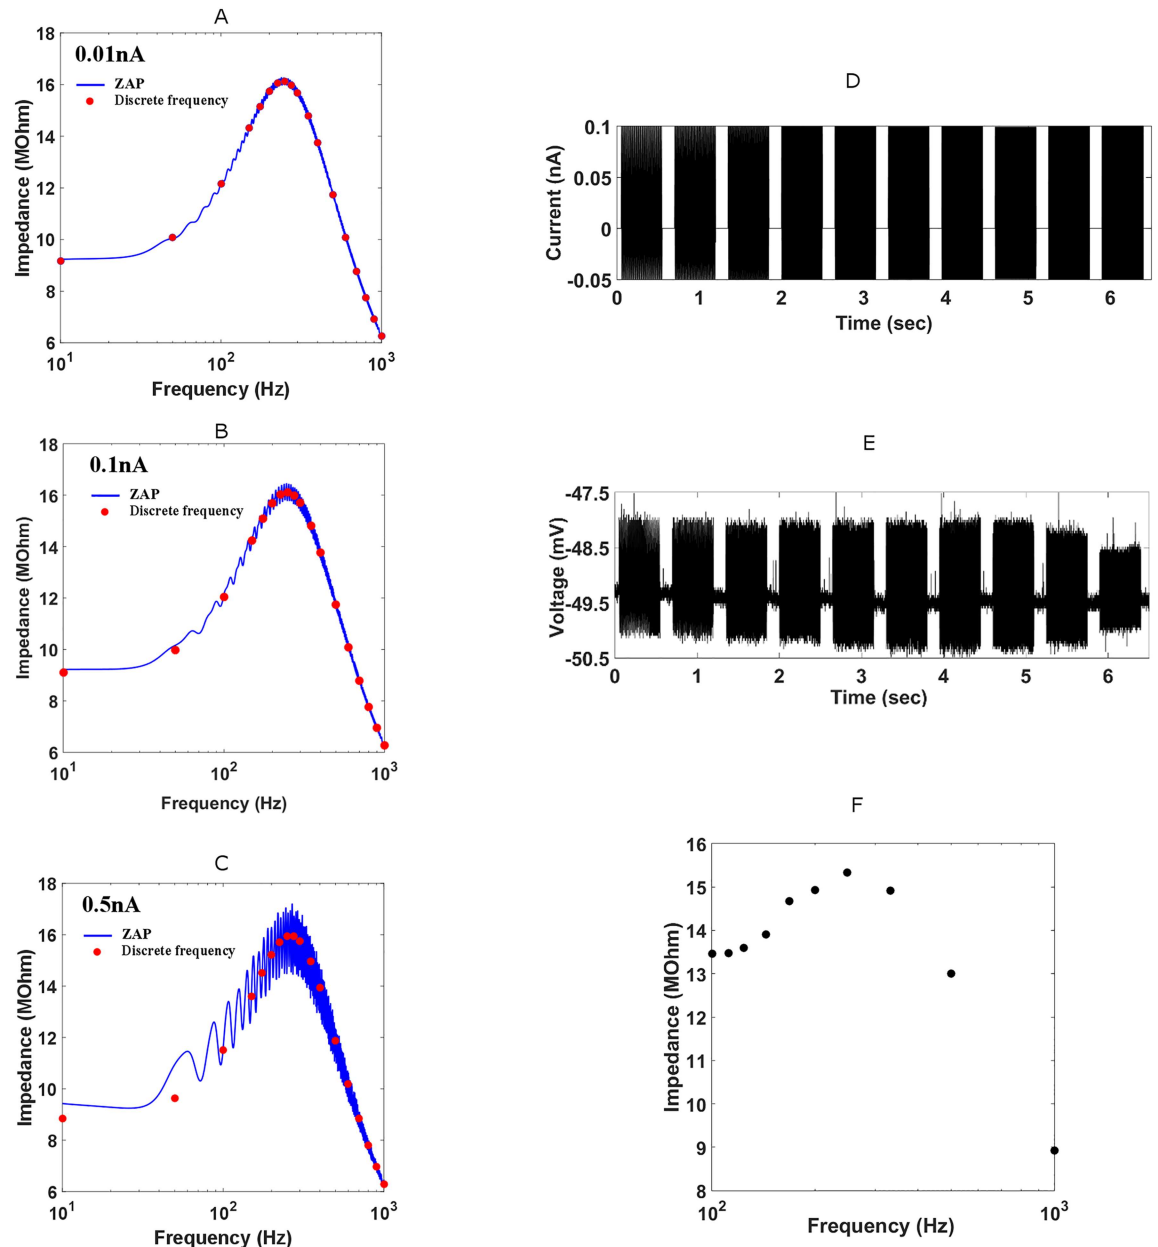 A
0.01nA
ZAP
Discrete frequency
18
16
14
12
10
8
6
Impedance (MOhm)
10^1
10^2
10^3
Frequency (Hz)
B
0.1nA
ZAP
Discrete frequency
18
16
14
12
10
8
6
Impedance (MOhm)
10^1
10^2
10^3
Frequency (Hz)
C
0.5nA
ZAP
Discrete frequency
18
16
14
12
10
8
6
Impedance (MOhm)
10^1
10^2
10^3
Frequency (Hz)
D
0.1
0.05
0
-0.05
Current (nA)
0 1 2 3 4 5 6
Time (sec)
E
-47.5
-48.5
-49.5
-50.5
Voltage (mV)
0 1 2 3 4 5 6
Time (sec)
F
16
15
14
13
12
11
10
9
8
Impedance (MOhm)
10^2
10^3
Frequency (Hz)